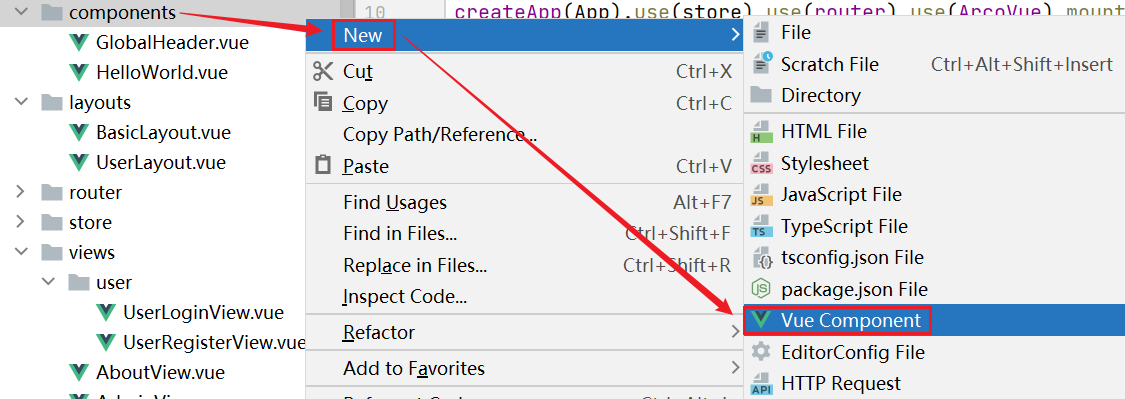 components
GlobalHeader.vue
HelloWorld.vue
layouts
BasicLayout.vue
UserLayout.vue
router
store
views
user
UserLoginView.vue
UserRegisterView.vue
AboutView.vue
10 createApp(App).use(store).use(router).use(ArcoVue).mount
New
Cut Ctrl+X
Copy Ctrl+C
Copy Path/Reference...
Paste Ctrl+V
Find Usages Alt+F7
Find in Files... Ctrl+Shift+F
Replace in Files... Ctrl+Shift+R
Inspect Code...
Refactor
Add to Favorites
File
Scratch File Ctrl+Alt+Shift+Insert
Directory
HTML File
Stylesheet
JavaScript File
TypeScript File
tsconfig.json File
package.json File
Vue Component
EditorConfig File
HTTP Request